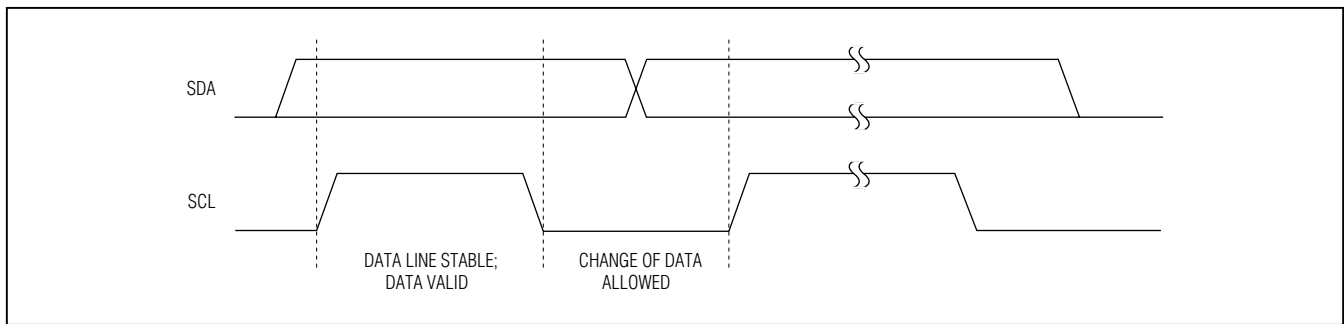 SDA
SCL
DATA LINE STABLE;
DATA VALID
CHANGE OF DATA
ALLOWED